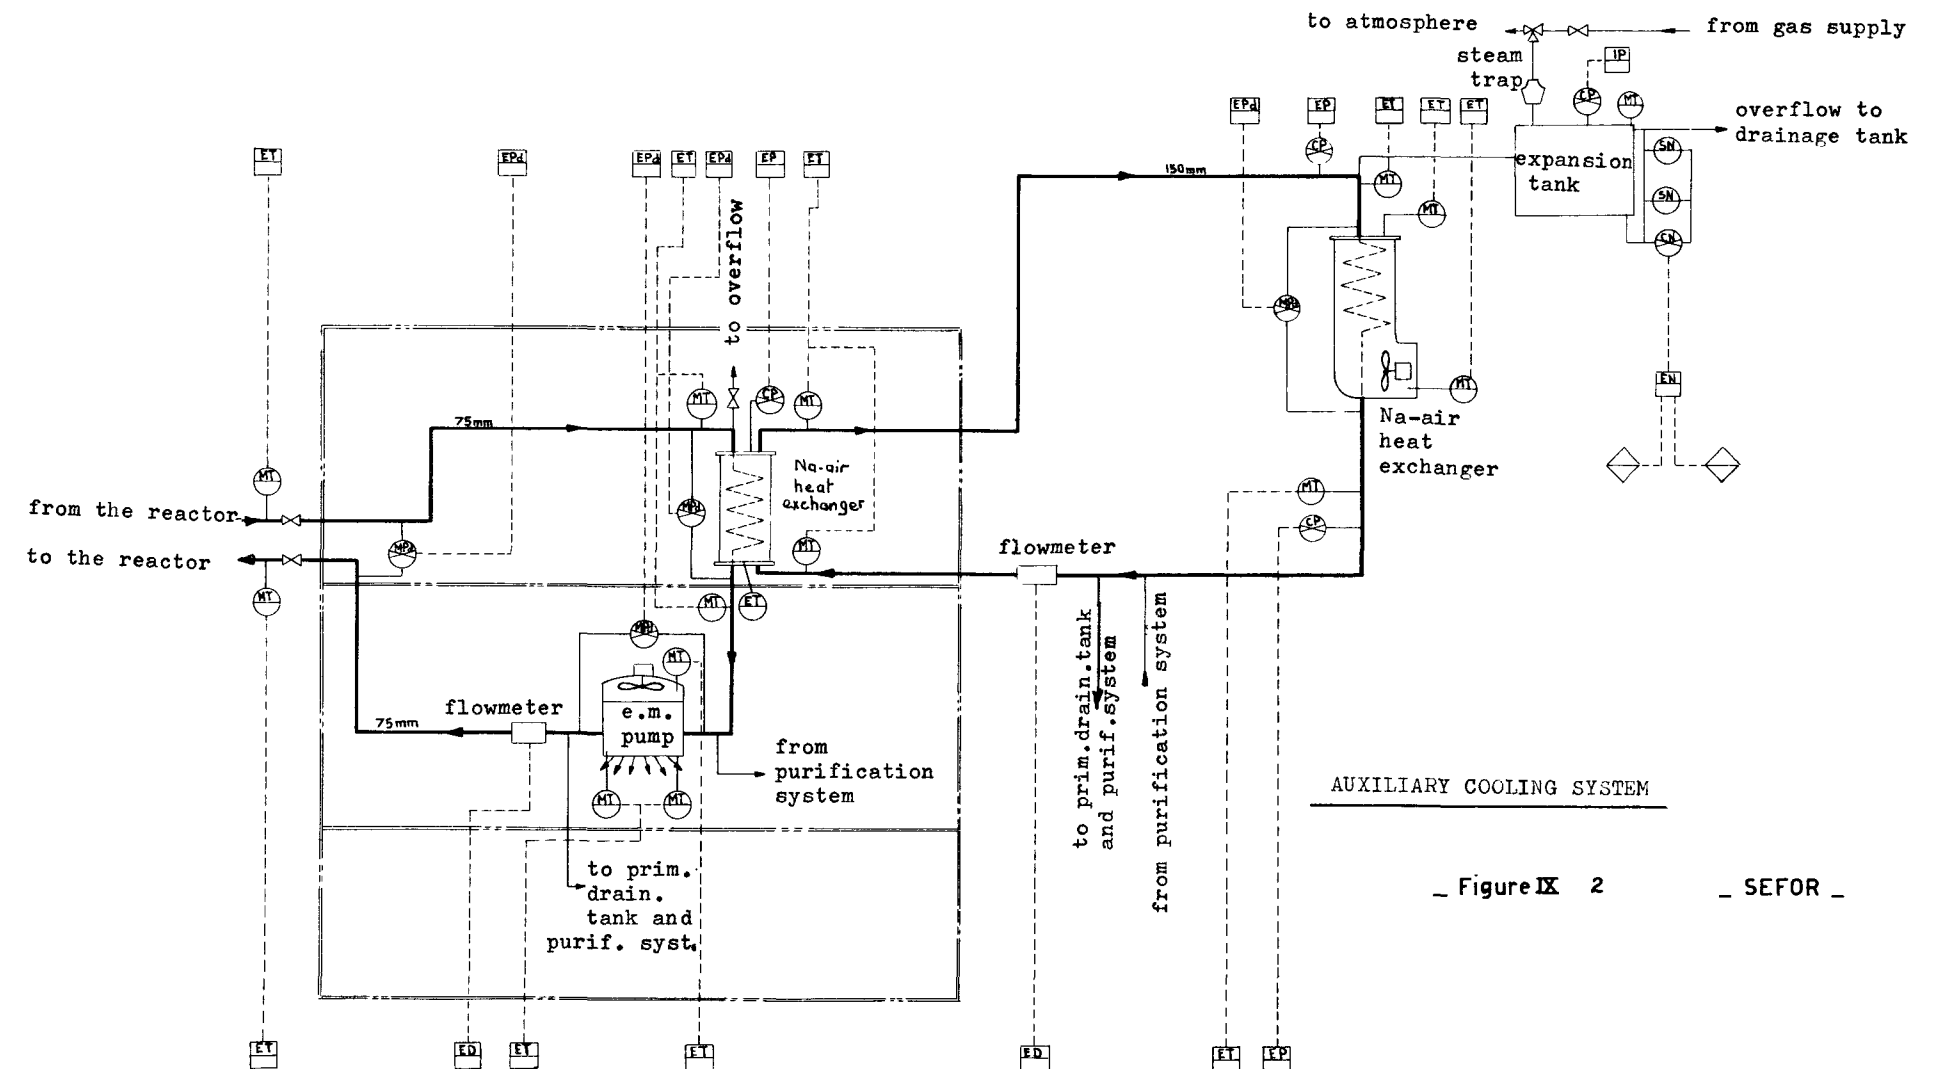 to atmosphere
from gas supply
steam
trap
IP
CP
MT
overflow to
drainage tank
expansion
tank
SN
SN
CN
EN
EPd
EP
ET
ET
ET
CP
MT
MT
MPd
MT
150mm
Na-air
heat
exchanger
MT
CP
ET
EPd
EPd
ET
EPd
EP
ET
to overflow
MT
CP
MT
75mm
MT
from the reactor
to the reactor
MPd
MT
MPd
Na-air
heat
exchanger
MT
flowmeter
MT
ET
MPd
MT
e.m.
pump
flowmeter
75mm
from
purification
system
MT
MT
to prim.
drain.
tank and
purif. syst.
to prim.drain.tank
and purif.system
from purification system
ET
ED
ET
ET
ED
ET
EP
AUXILIARY COOLING SYSTEM
_ Figure IX 2
_ SEFOR _